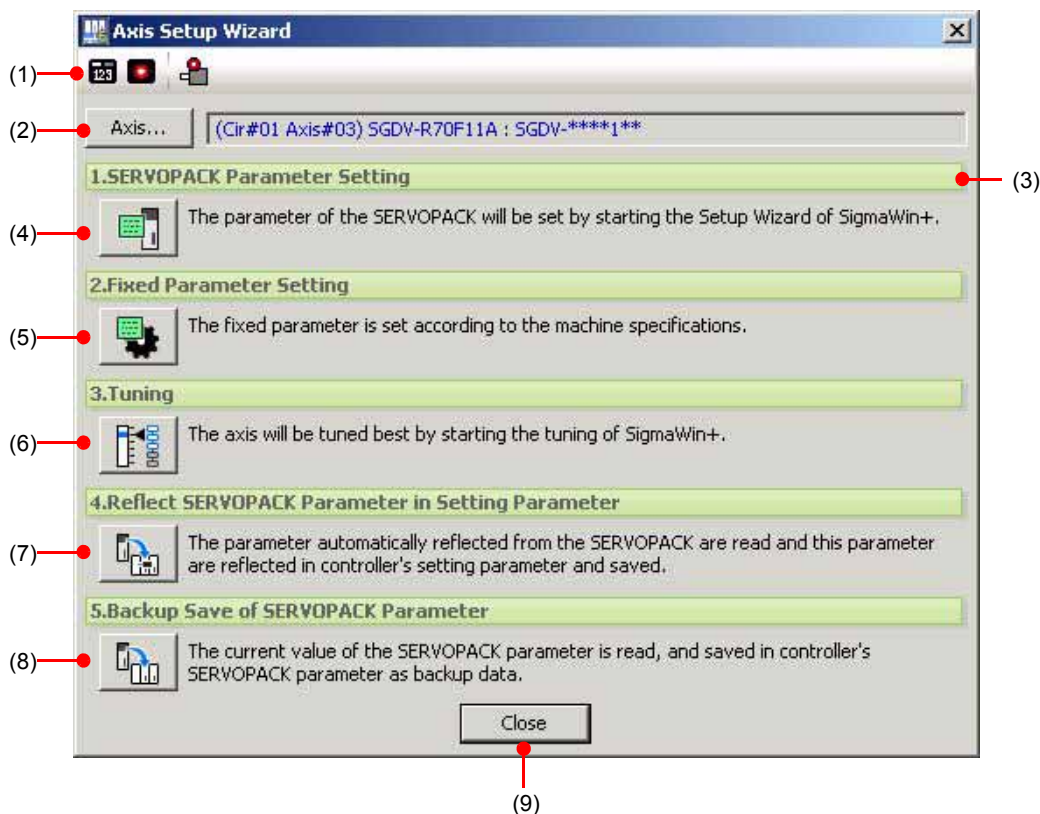 Axis Setup Wizard
(1)
123
(2)
Axis...
(Cir#01 Axis#03) SGDV-R70F11A : SGDV-****1**
1.SERVOPACK Parameter Setting
(3)
(4)
The parameter of the SERVOPACK will be set by starting the Setup Wizard of SigmaWin+.
2.Fixed Parameter Setting
(5)
The fixed parameter is set according to the machine specifications.
3.Tuning
(6)
The axis will be tuned best by starting the tuning of SigmaWin+.
4.Reflect SERVOPACK Parameter in Setting Parameter
(7)
The parameter automatically reflected from the SERVOPACK are read and this parameter
are reflected in controller's setting parameter and saved.
5.Backup Save of SERVOPACK Parameter
(8)
The current value of the SERVOPACK parameter is read, and saved in controller's
SERVOPACK parameter as backup data.
Close
(9)